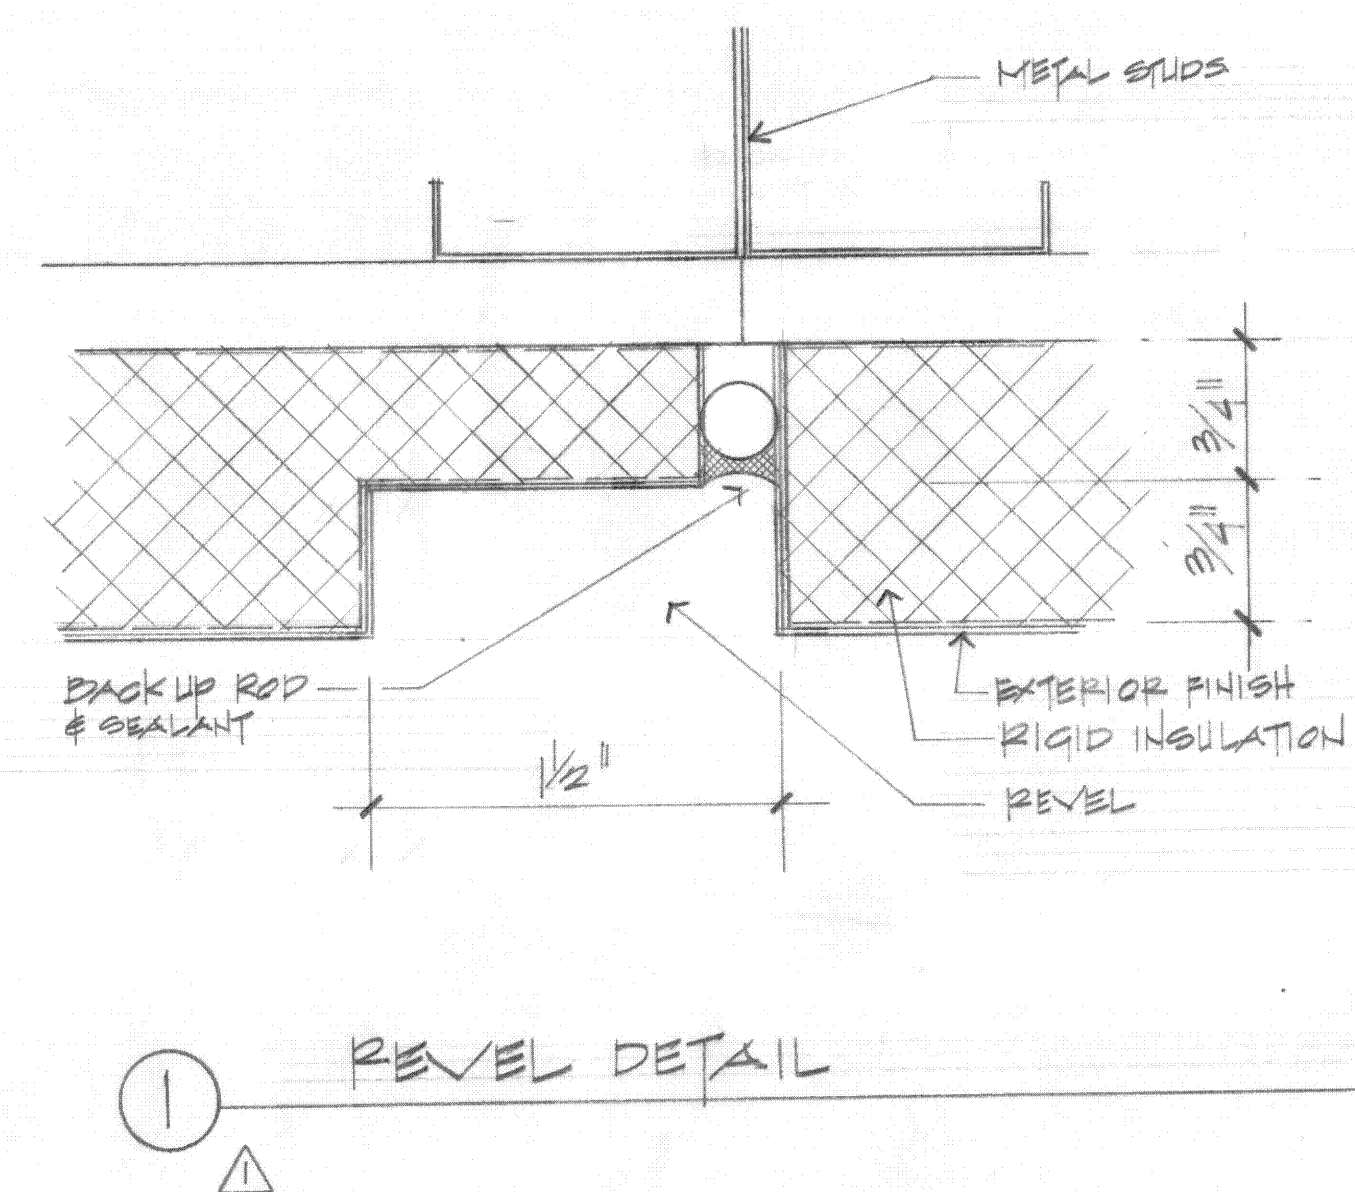 METAL STUDS
3/4"
3/4"
BACK UP ROD
& SEALANT
EXTERIOR FINISH
RIGID INSULATION
REVEL
1 1/2"
REVEL DETAIL
1
1